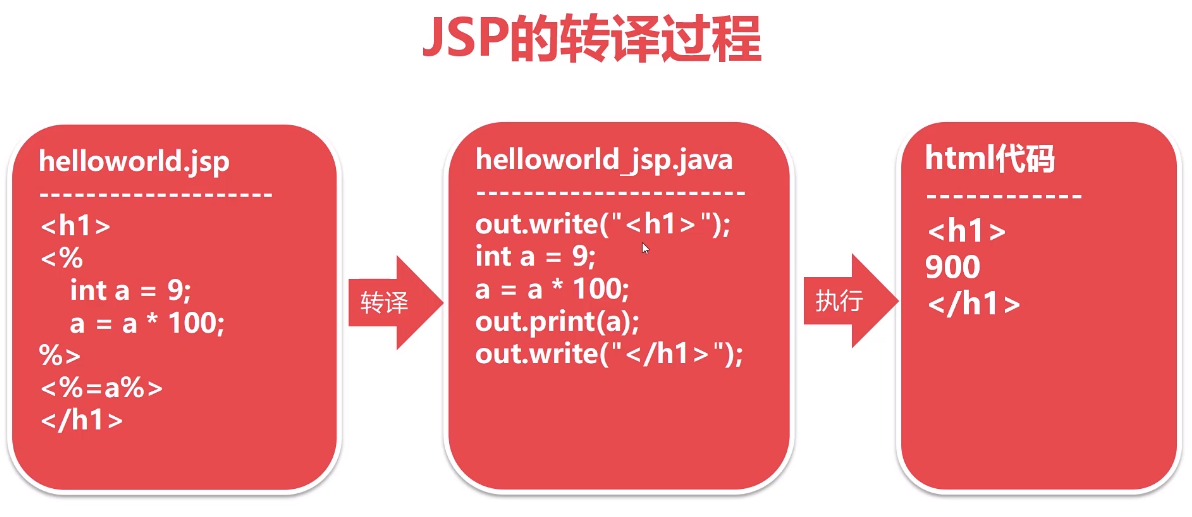 JSP的转译过程
helloworld.jsp
--------------------
<h1>
<%
int a = 9;
a = a * 100;
%>
<%=a%>
</h1>
转译
helloworld_jsp.java
-----------------------
out.write("<h1>");
int a = 9;
a = a * 100;
out.print(a);
out.write("</h1>");
执行
html代码
------------
<h1>
900
</h1>